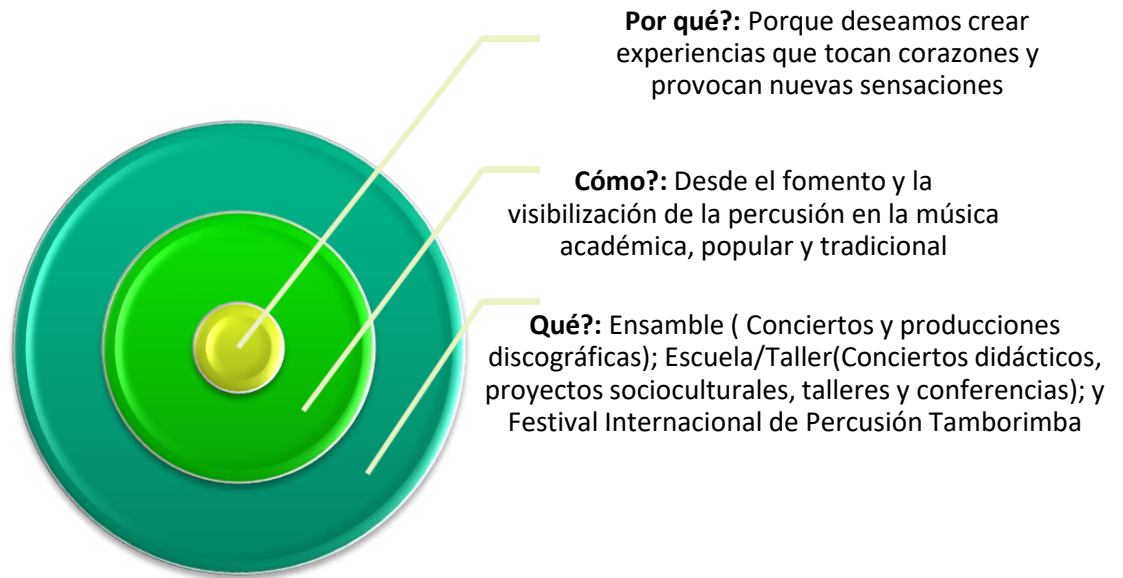 Por qué?: Porque deseamos crear
experiencias que tocan corazones y
provocan nuevas sensaciones
Cómo?: Desde el fomento y la
visibilización de la percusión en la música
académica, popular y tradicional
Qué?: Ensamble ( Conciertos y producciones
discográficas); Escuela/Taller(Conciertos didácticos,
proyectos socioculturales, talleres y conferencias); y
Festival Internacional de Percusión Tamborimba